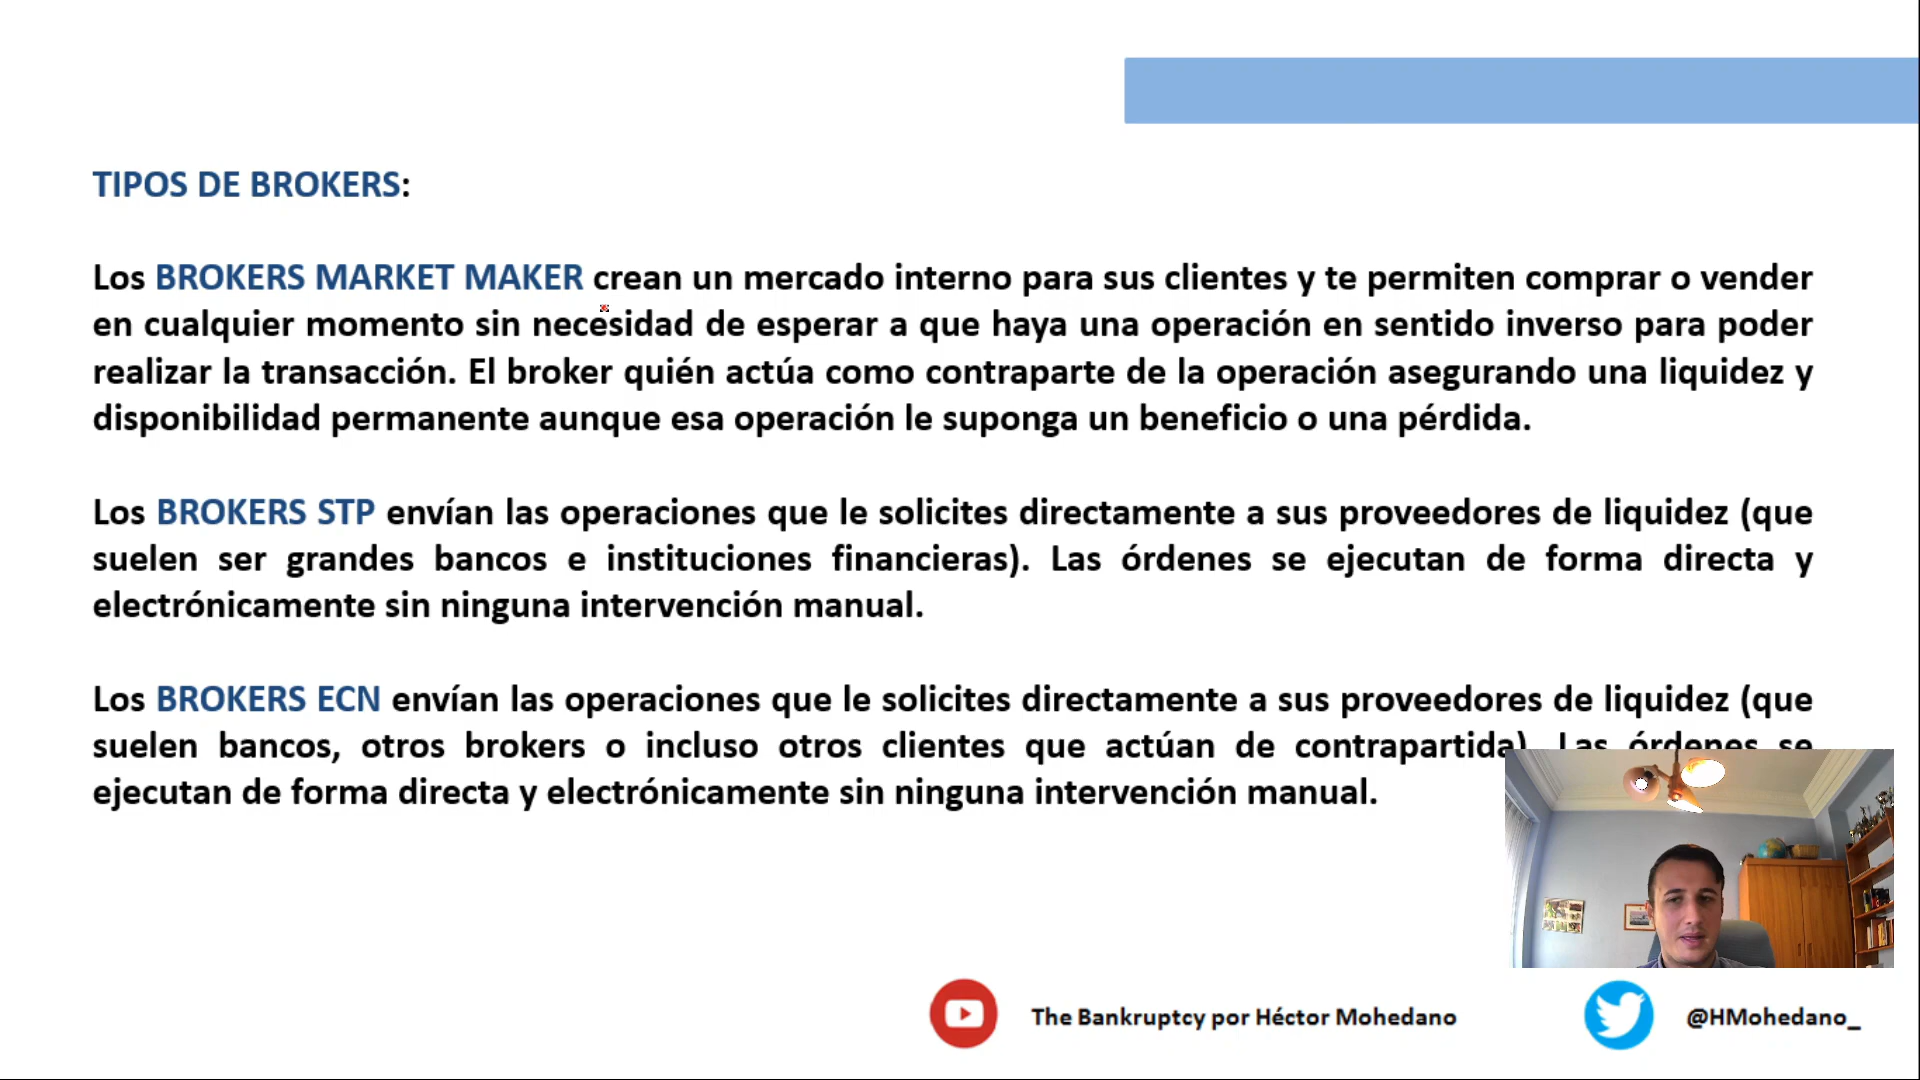 TIPOS DE BROKERS:
Los BROKERS MARKET MAKER crean un mercado interno para sus clientes y te permiten comprar o vender
en cualquier momento sin necesidad de esperar a que haya una operación en sentido inverso para poder
realizar la transacción. El broker quién actúa como contraparte de la operación asegurando una liquidez y
disponibilidad permanente aunque esa operación le suponga un beneficio o una pérdida.
Los BROKERS STP envían las operaciones que le solicites directamente a sus proveedores de liquidez (que
suelen ser grandes bancos e instituciones financieras). Las órdenes se ejecutan de forma directa y
electrónicamente sin ninguna intervención manual.
Los BROKERS ECN envían las operaciones que le solicites directamente a sus proveedores de liquidez (que
suelen bancos, otros brokers o incluso otros clientes que actúan de contrapartida). Las órdenes se
ejecutan de forma directa y electrónicamente sin ninguna intervención manual.
The Bankruptcy por Héctor Mohedano
@HMohedano_